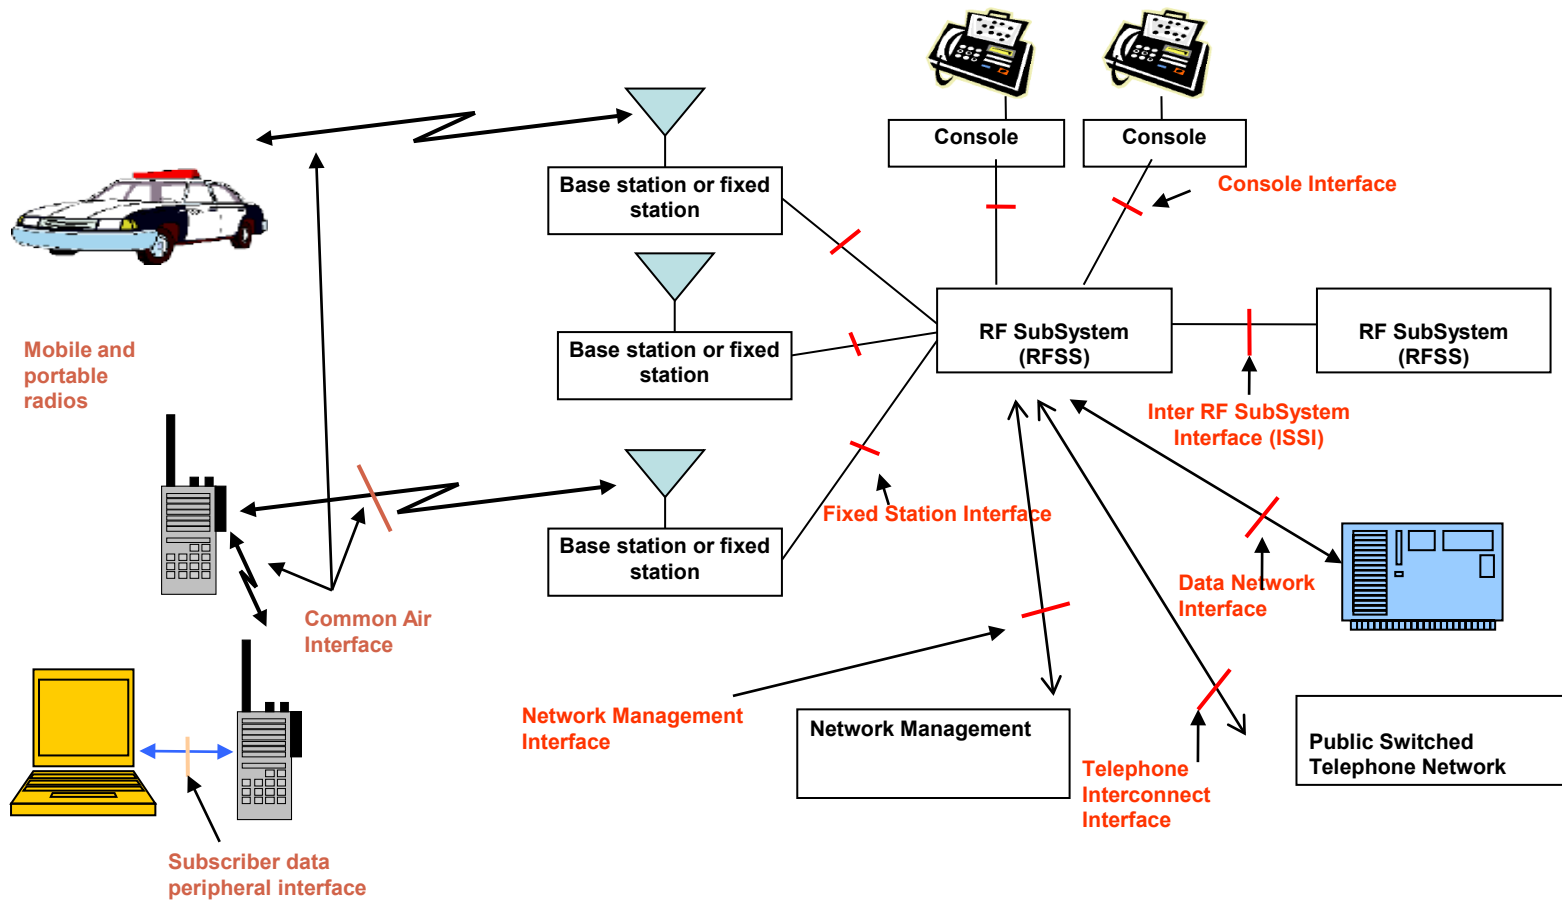 Console
Console
Console Interface
Base station or fixed
station
Base station or fixed
station
Base station or fixed
station
RF SubSystem
(RFSS)
RF SubSystem
(RFSS)
Mobile and
portable
radios
Inter RF SubSystem
Interface (ISSI)
Fixed Station Interface
Data Network
Interface
Common Air
Interface
Network Management
Interface
Network Management
Telephone
Interconnect
Interface
Public Switched
Telephone Network
Subscriber data
peripheral interface